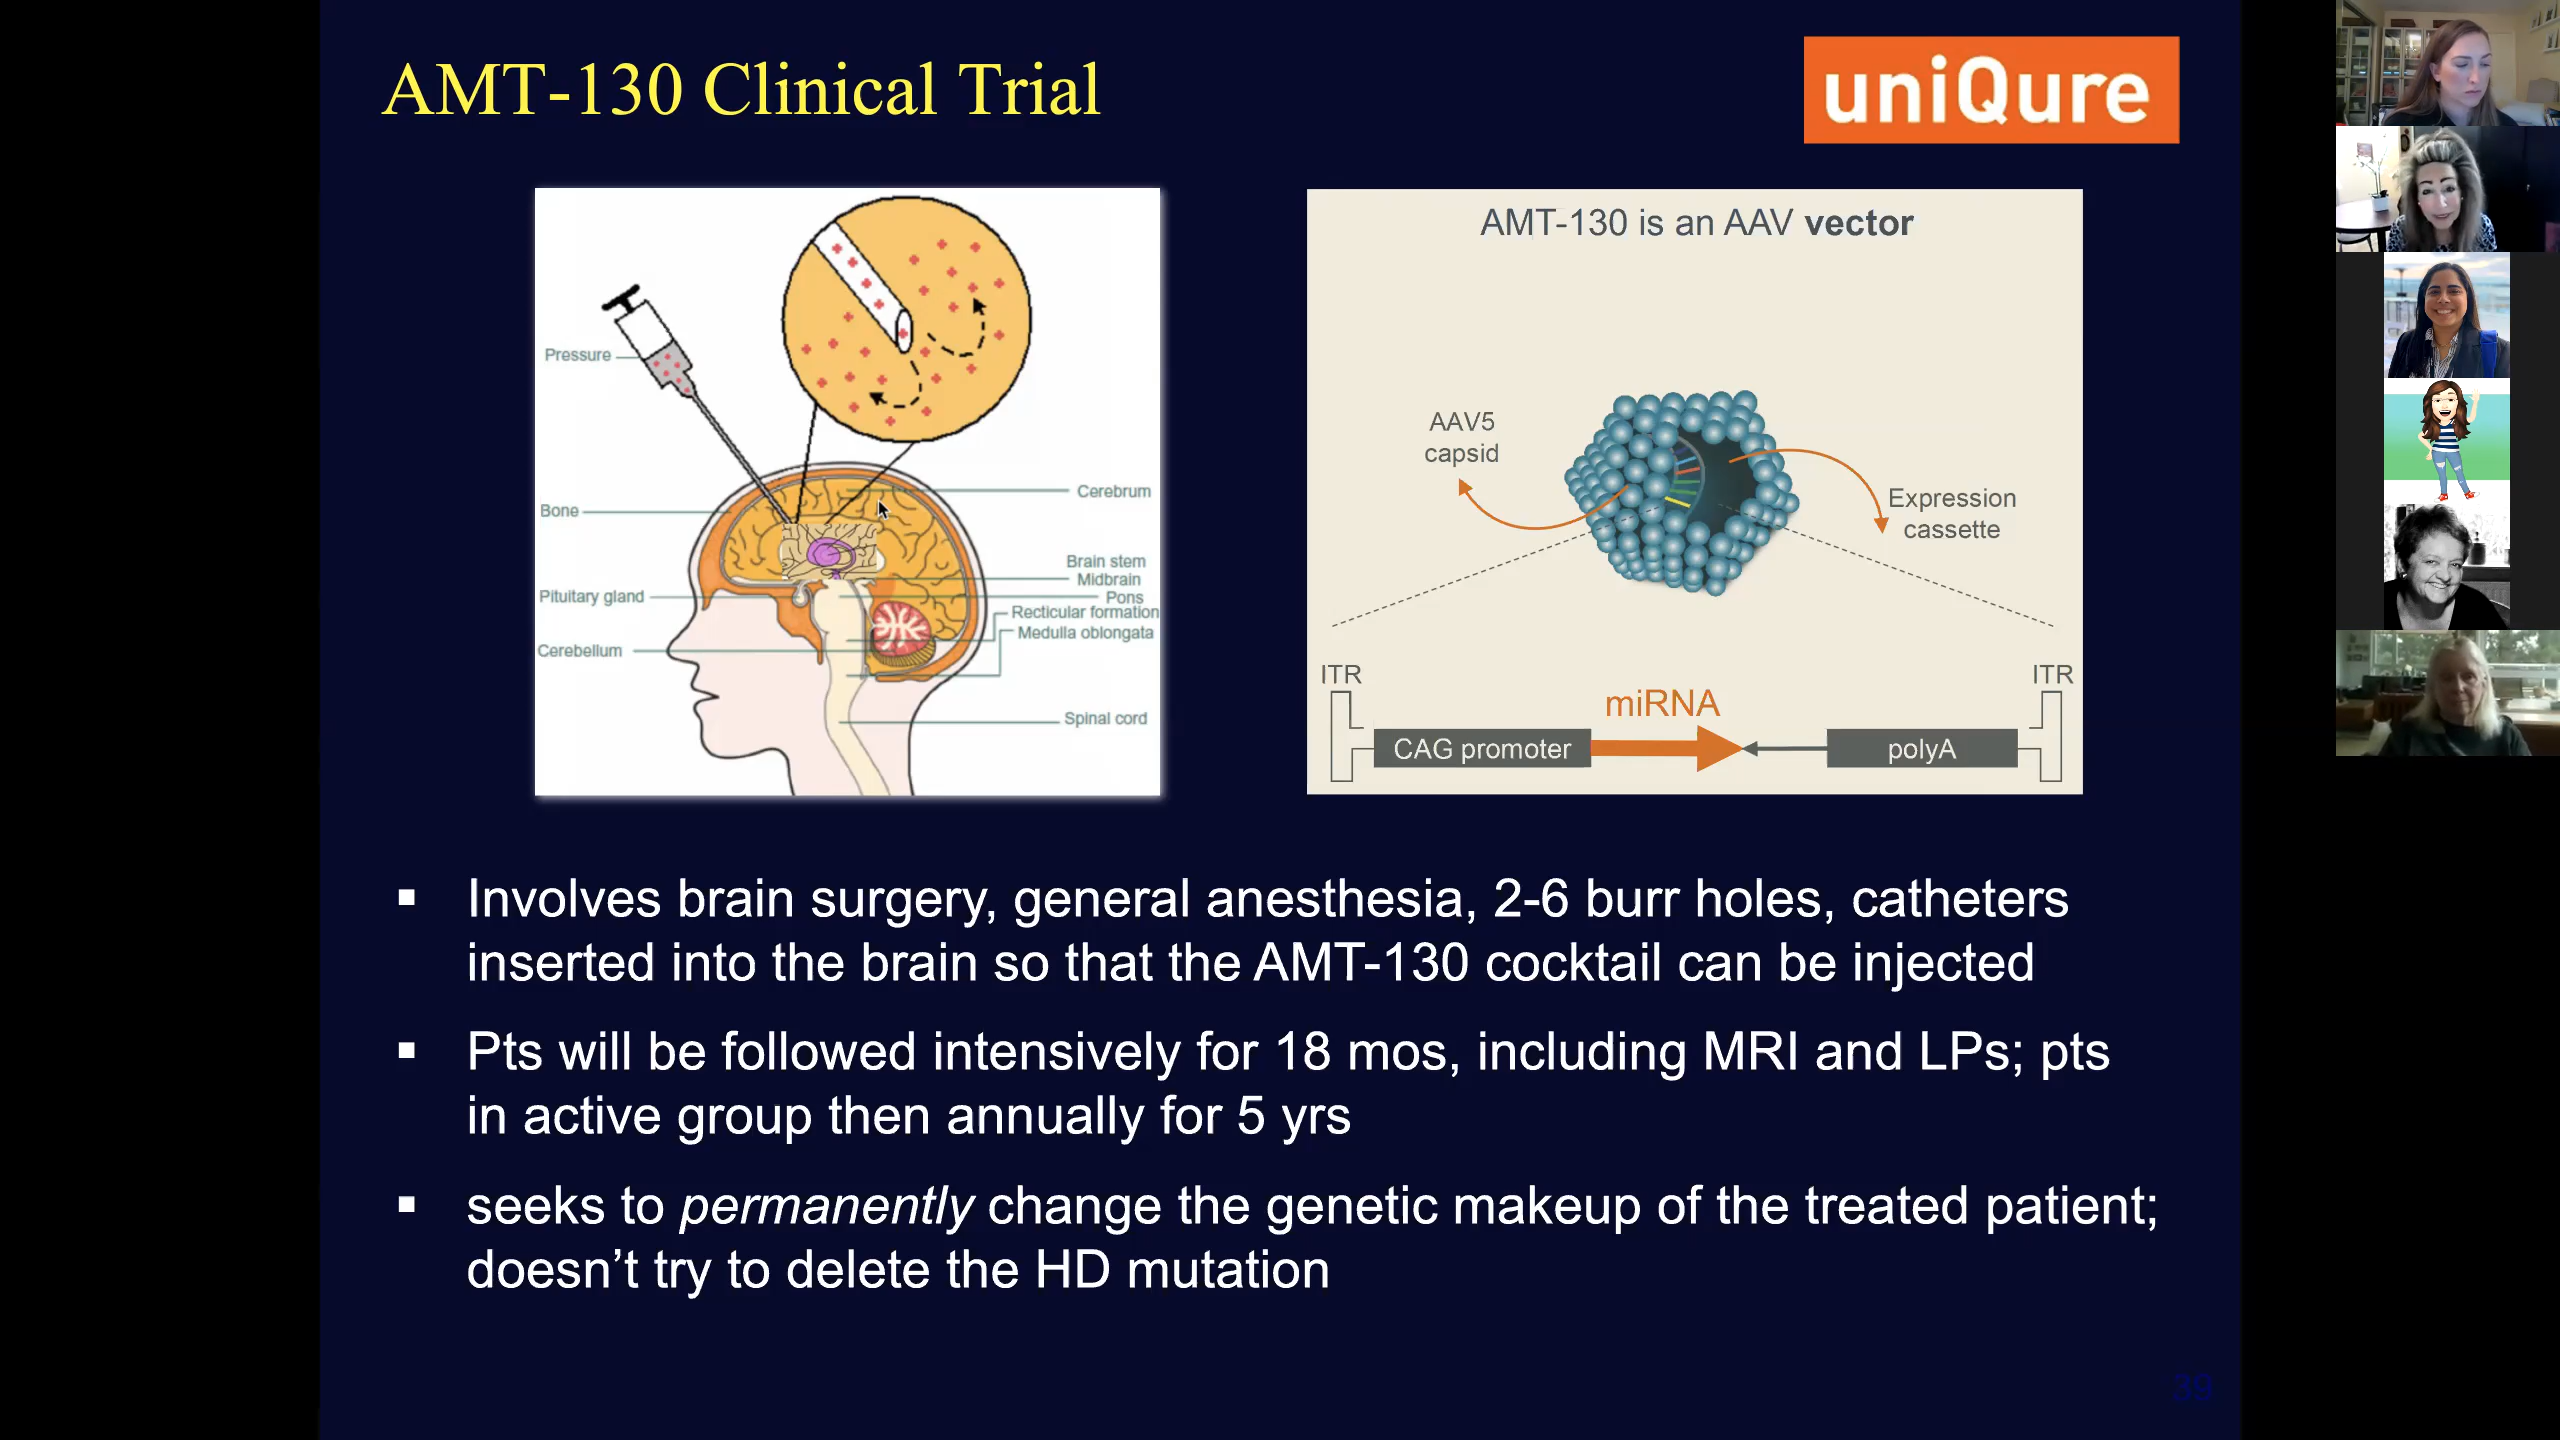 AMT-130 Clinical Trial
uniQure
Pressure
Bone
Pituitary gland
Cerebellum
Cerebrum
Brain stem
Midbrain
Pons
Recticular formation
Medulla oblongata
Spinal cord
AMT-130 is an AAV vector
AAV5
capsid
Expression
cassette
ITR
miRNA
ITR
CAG promoter
polyA
▪ Involves brain surgery, general anesthesia, 2-6 burr holes, catheters
inserted into the brain so that the AMT-130 cocktail can be injected
▪ Pts will be followed intensively for 18 mos, including MRI and LPs; pts
in active group then annually for 5 yrs
▪ seeks to permanently change the genetic makeup of the treated patient;
doesn’t try to delete the HD mutation
39